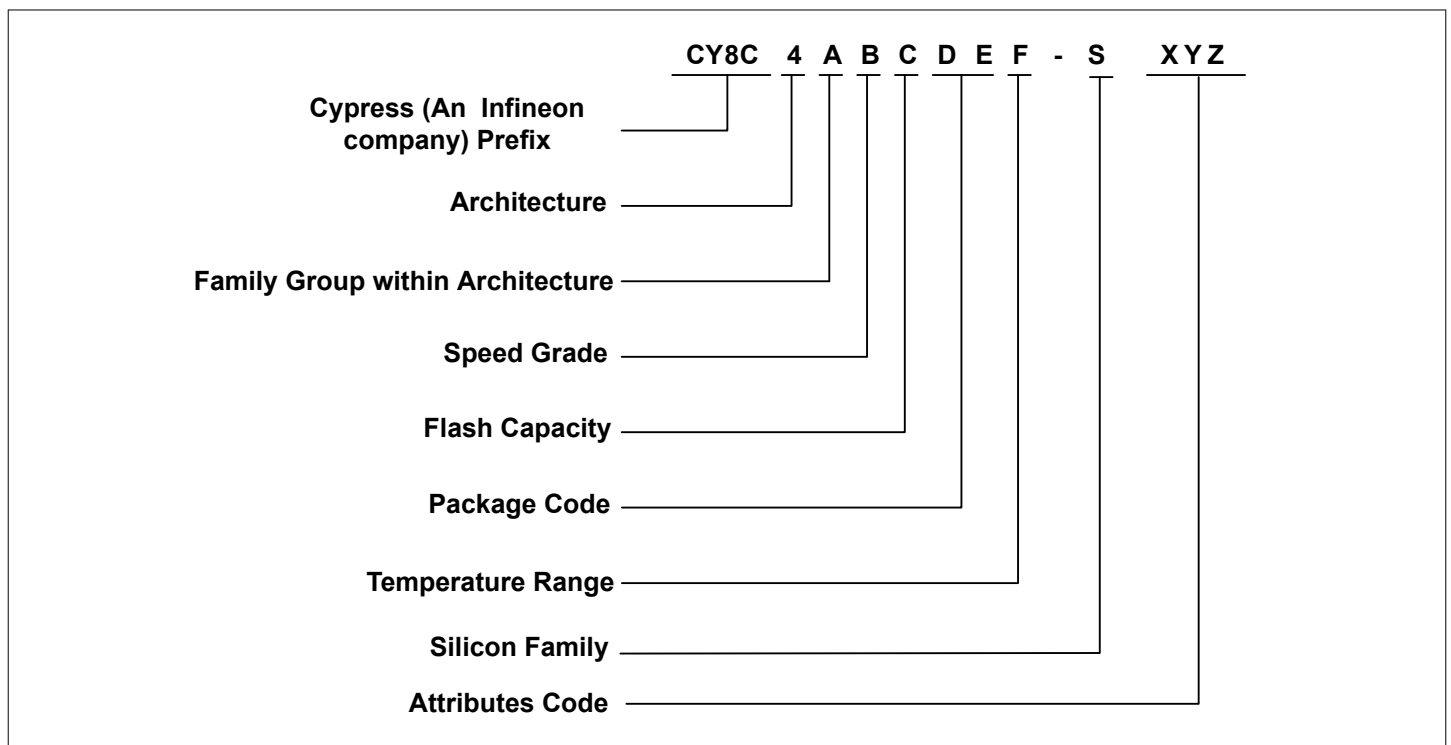 CY8C 4 A B C D E F - S XYZ
Cypress (An Infineon
company) Prefix
Architecture
Family Group within Architecture
Speed Grade
Flash Capacity
Package Code
Temperature Range
Silicon Family
Attributes Code